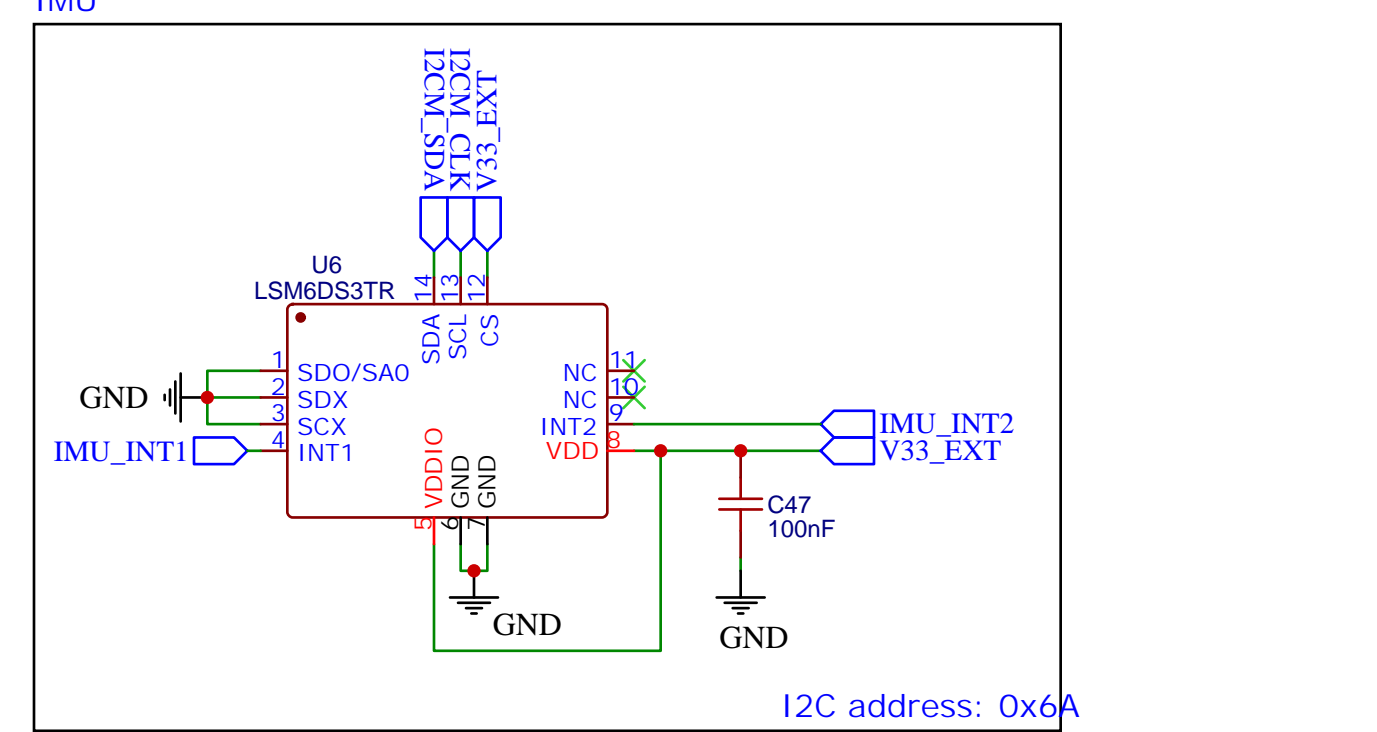 IMU
I2CM_SDA
I2CM_CLK
V33_EXT
U6
LSM6DS3TR
14
13
12
SDA
SCL
CS
1
SDO/SA0
2
SDX
3
SCX
4
INT1
GND
IMU_INT1
NC
11
NC
10
INT2
9
VDD
8
IMU_INT2
V33_EXT
VDDIO
GND
GND
5
6
7
C47
100nF
GND
GND
I2C address: 0x6A